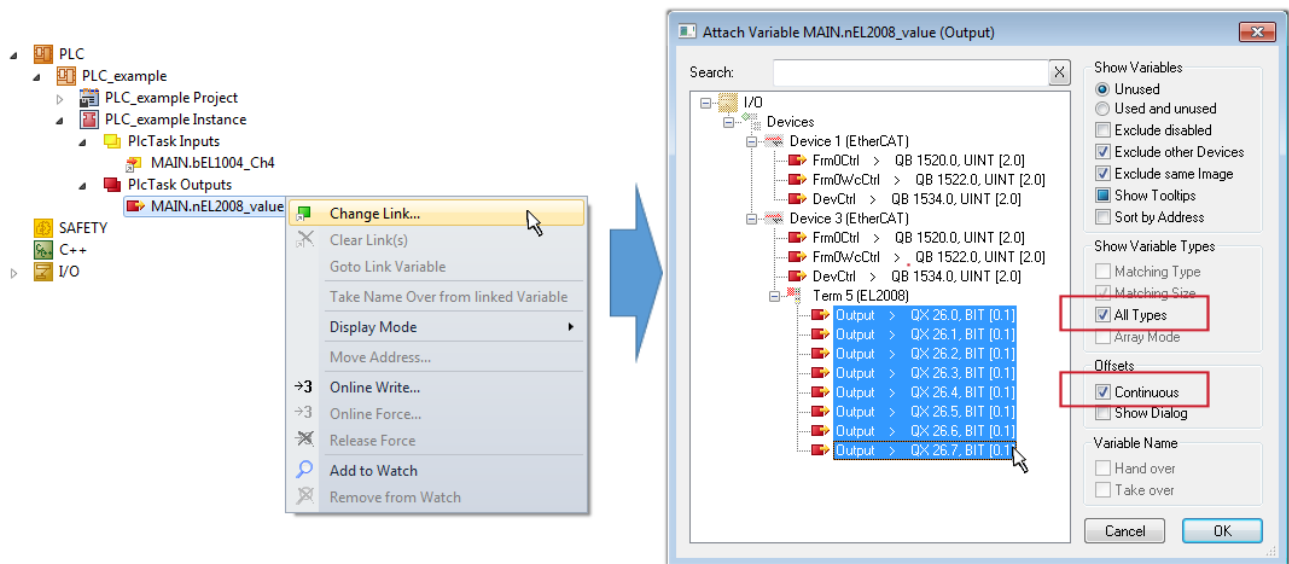 PLC
PLC_example
PLC_example Project
PLC_example Instance
PlcTask Inputs
MAIN.bEL1004_Ch4
PlcTask Outputs
MAIN.nEL2008_value
SAFETY
C++
I/O
Change Link...
Clear Link(s)
Goto Link Variable
Take Name Over from linked Variable
Display Mode
Move Address...
→3 Online Write...
→3 Online Force...
Release Force
Add to Watch
Remove from Watch
Attach Variable MAIN.nEL2008_value (Output)
Search:
I/O
Devices
Device 1 (EtherCAT)
Frm0Ctrl > QB 1520.0, UINT [2.0]
Frm0WcCtrl > QB 1522.0, UINT [2.0]
DevCtrl > QB 1534.0, UINT [2.0]
Device 3 (EtherCAT)
Frm0Ctrl > QB 1520.0, UINT [2.0]
Frm0WcCtrl > QB 1522.0, UINT [2.0]
DevCtrl > QB 1534.0, UINT [2.0]
Term 5 (EL2008)
Output > QX 26.0, BIT [0.1]
Output > QX 26.1, BIT [0.1]
Output > QX 26.2, BIT [0.1]
Output > QX 26.3, BIT [0.1]
Output > QX 26.4, BIT [0.1]
Output > QX 26.5, BIT [0.1]
Output > QX 26.6, BIT [0.1]
Output > QX 26.7, BIT [0.1]
Show Variables
Unused
Used and unused
Exclude disabled
Exclude other Devices
Exclude same Image
Show Tooltips
Sort by Address
Show Variable Types
Matching Type
Matching Size
All Types
Array Mode
Offsets
Continuous
Show Dialog
Variable Name
Hand over
Take over
Cancel
OK